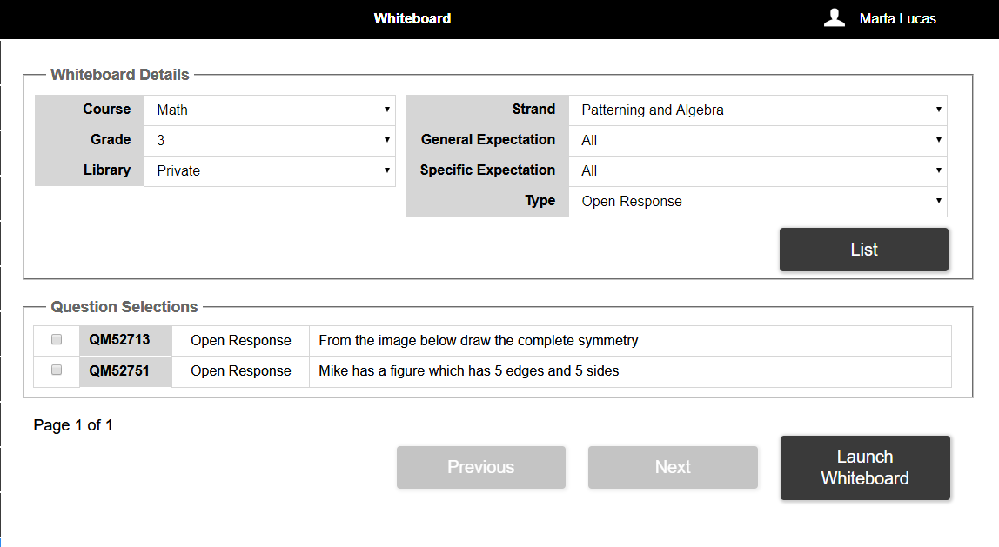 Whiteboard
Marta Lucas
Whiteboard Details
Course Math
Grade 3
Library Private
Strand Patterning and Algebra
General Expectation All
Specific Expectation All
Type Open Response
List
Question Selections
QM52713 Open Response From the image below draw the complete symmetry
QM52751 Open Response Mike has a figure which has 5 edges and 5 sides
Page 1 of 1
Previous
Next
Launch
Whiteboard